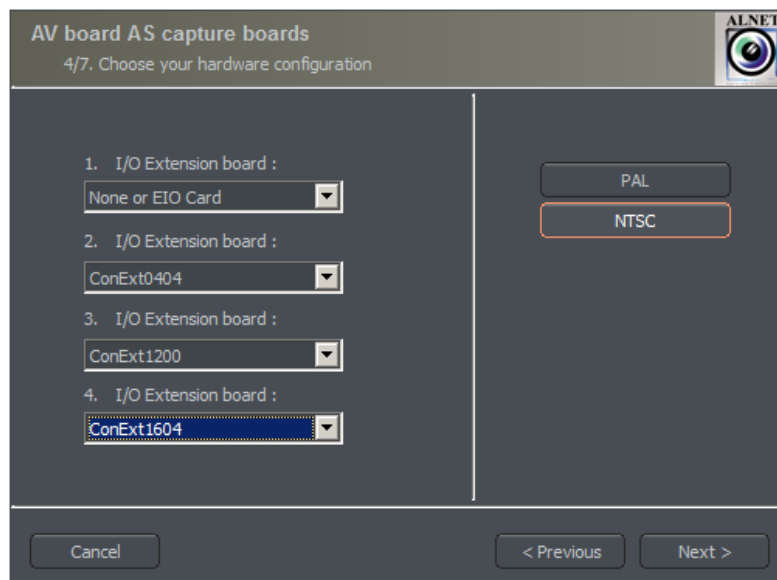 AV board AS capture boards
4/7. Choose your hardware configuration
ALNET
1. I/O Extension board :
None or EIO Card
2. I/O Extension board :
ConExt0404
3. I/O Extension board :
ConExt1200
4. I/O Extension board :
ConExt1604
PAL
NTSC
Cancel
< Previous
Next >